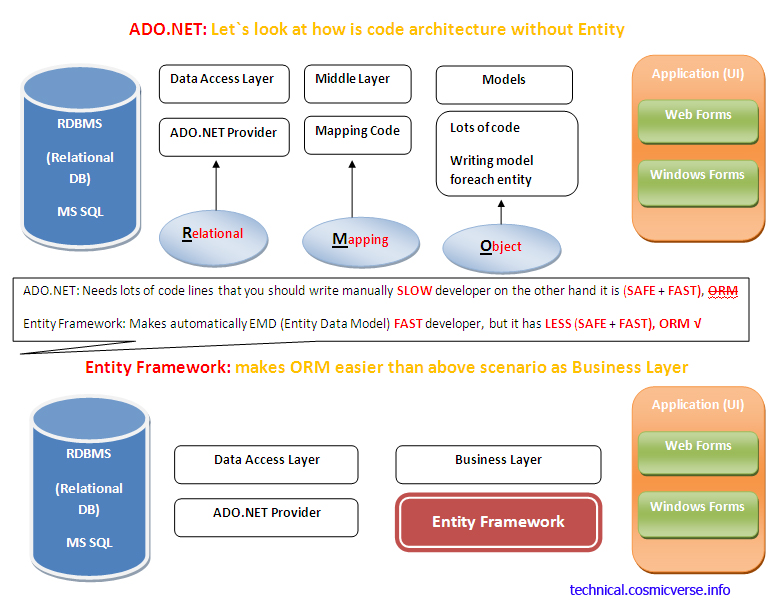 ADO.NET: Let`s look at how is code architecture without Entity
RDBMS
(Relational
DB)
MS SQL
Data Access Layer
ADO.NET Provider
Relational
Middle Layer
Mapping Code
Mapping
Models
Lots of code
Writing model
foreach entity
Object
Application (UI)
Web Forms
Windows Forms
ADO.NET: Needs lots of code lines that you should write manually SLOW developer on the other hand it is (SAFE + FAST), ORM
Entity Framework: Makes automatically EMD (Entity Data Model) FAST developer, but it has LESS (SAFE + FAST), ORM √
Entity Framework: makes ORM easier than above scenario as Business Layer
RDBMS
(Relational
DB)
MS SQL
Data Access Layer
ADO.NET Provider
Business Layer
Entity Framework
Application (UI)
Web Forms
Windows Forms
technical.cosmicverse.info